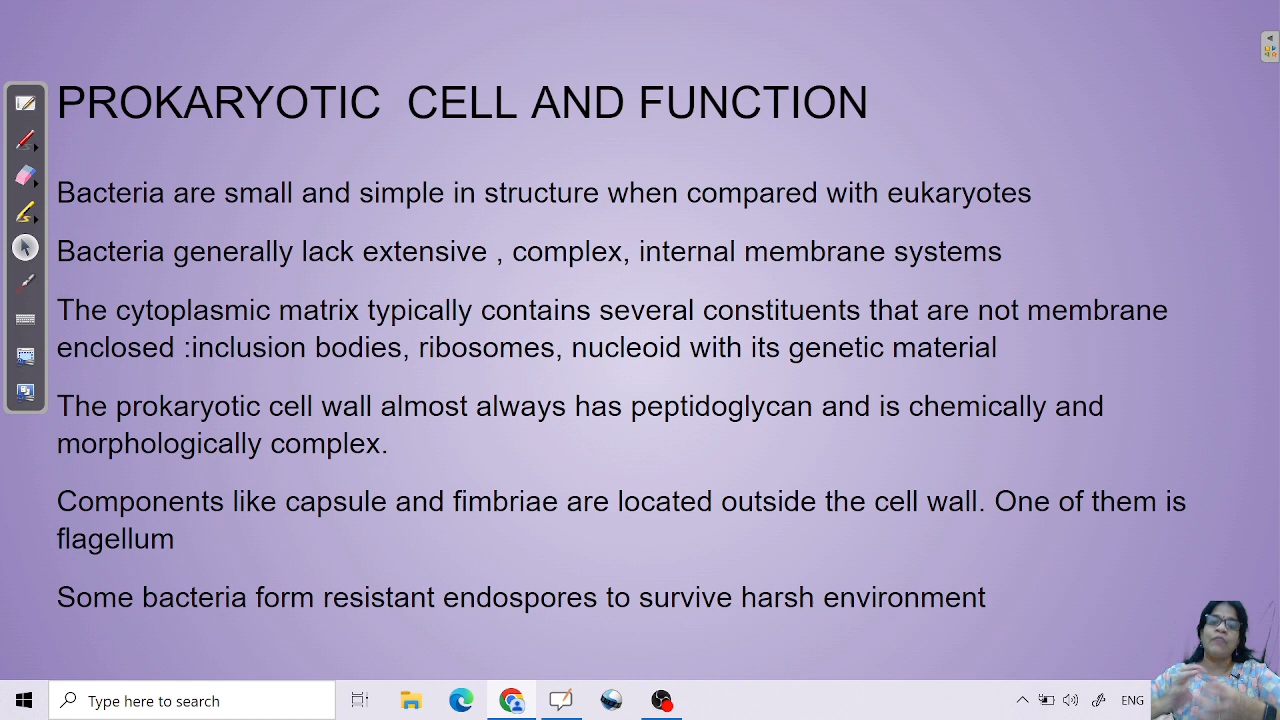 PROKARYOTIC  CELL AND FUNCTION
Bacteria are small and simple in structure when compared with eukaryotes
Bacteria generally lack extensive , complex, internal membrane systems
The cytoplasmic matrix typically contains several constituents that are not membrane
enclosed :inclusion bodies, ribosomes, nucleoid with its genetic material
The prokaryotic cell wall almost always has peptidoglycan and is chemically and
morphologically complex.
Components like capsule and fimbriae are located outside the cell wall. One of them is
flagellum
Some bacteria form resistant endospores to survive harsh environment
Type here to search
ENG